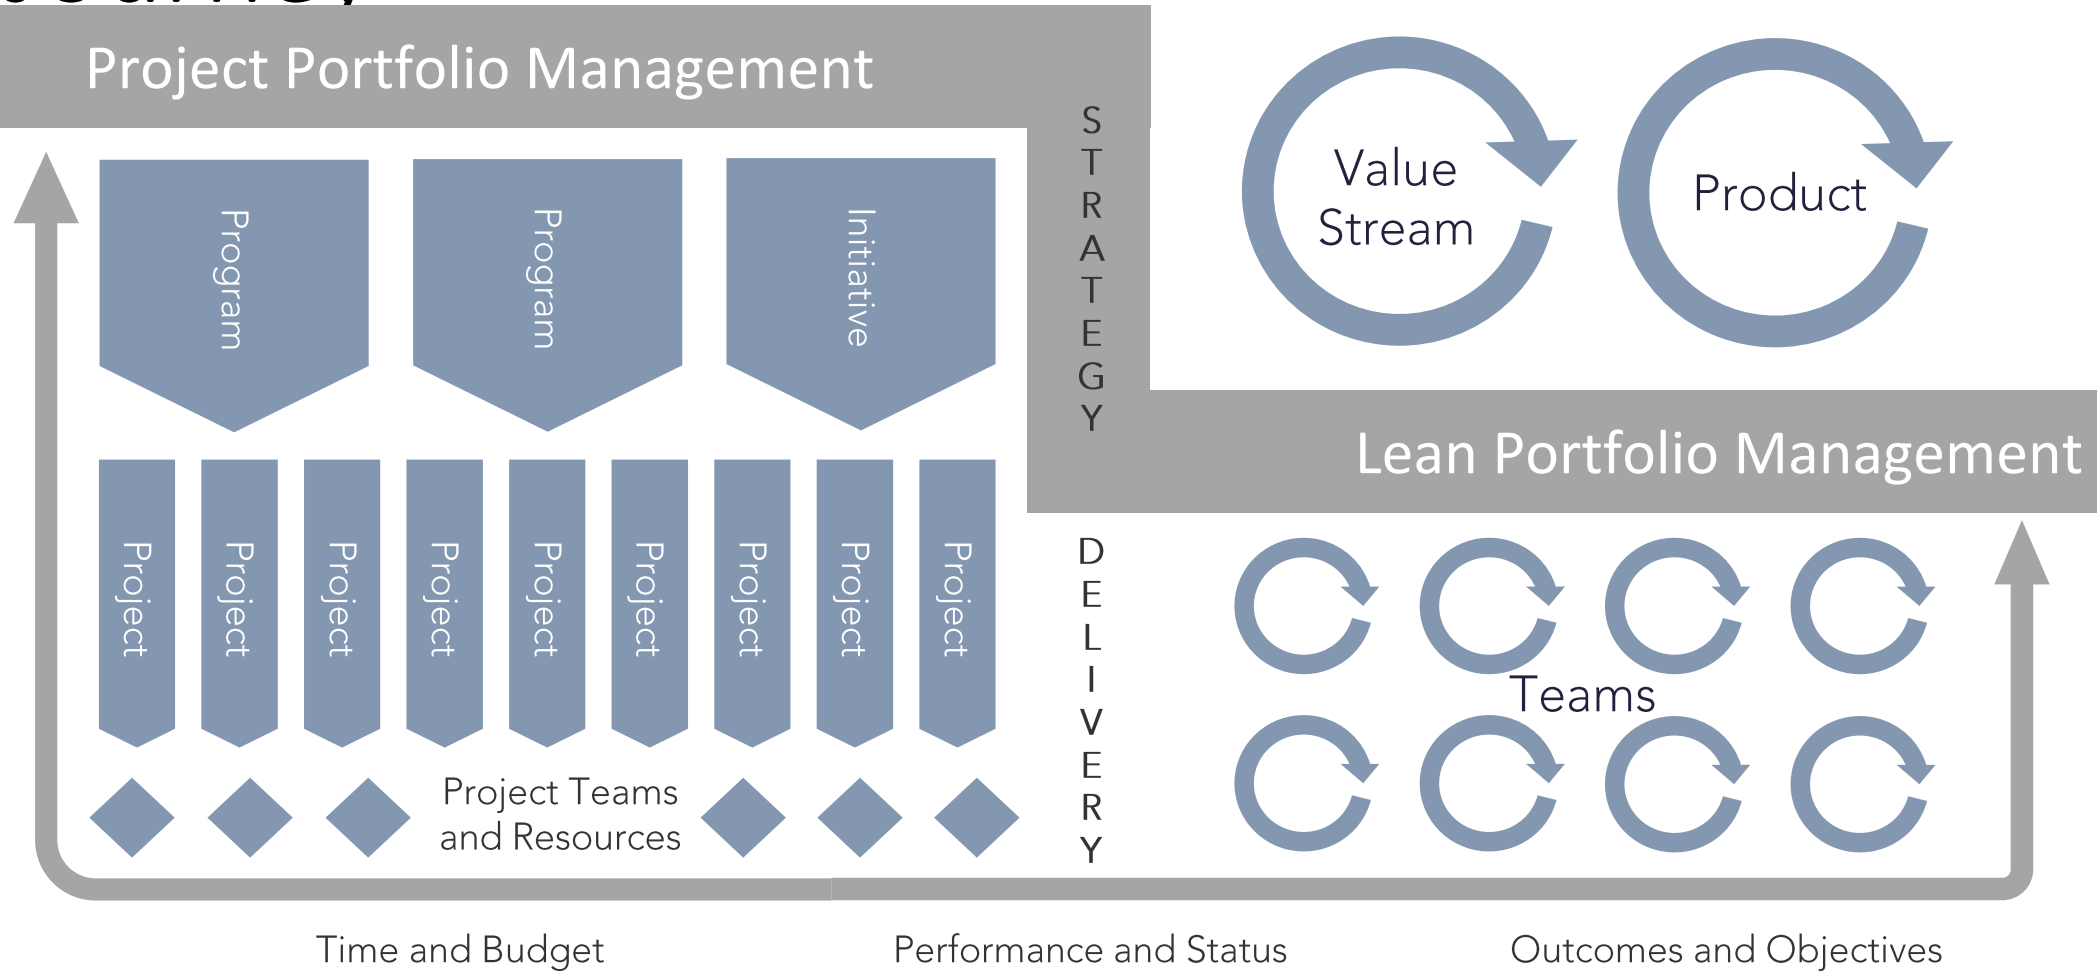 Project Portfolio Management
STRATEGY
Value
Stream
Product
Program
Program
Initiative
Lean Portfolio Management
Project
Project
Project
Project
Project
Project
Project
Project
Project
DELIVERY
Teams
Project Teams
and Resources
Time and Budget
Performance and Status
Outcomes and Objectives